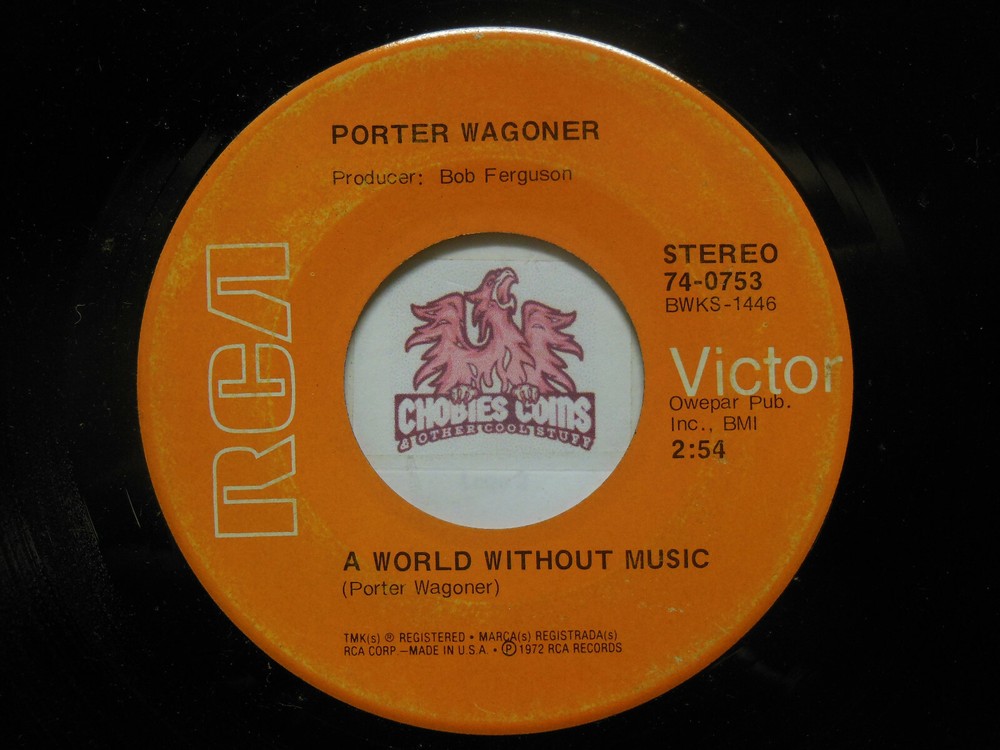 PORTER WAGONER
Producer: Bob Ferguson
RCA
STEREO
74-0753
BWKS-1446
Victor
Owepar Pub.
Inc., BMI
2:54
CHOBIES COINS
& OTHER COOL STUFF
A WORLD WITHOUT MUSIC
(Porter Wagoner)
TMK(s) ® REGISTERED • MARCA(s) REGISTRADA(s)
RCA CORP.—MADE IN U.S.A. • ℗ 1972 RCA RECORDS